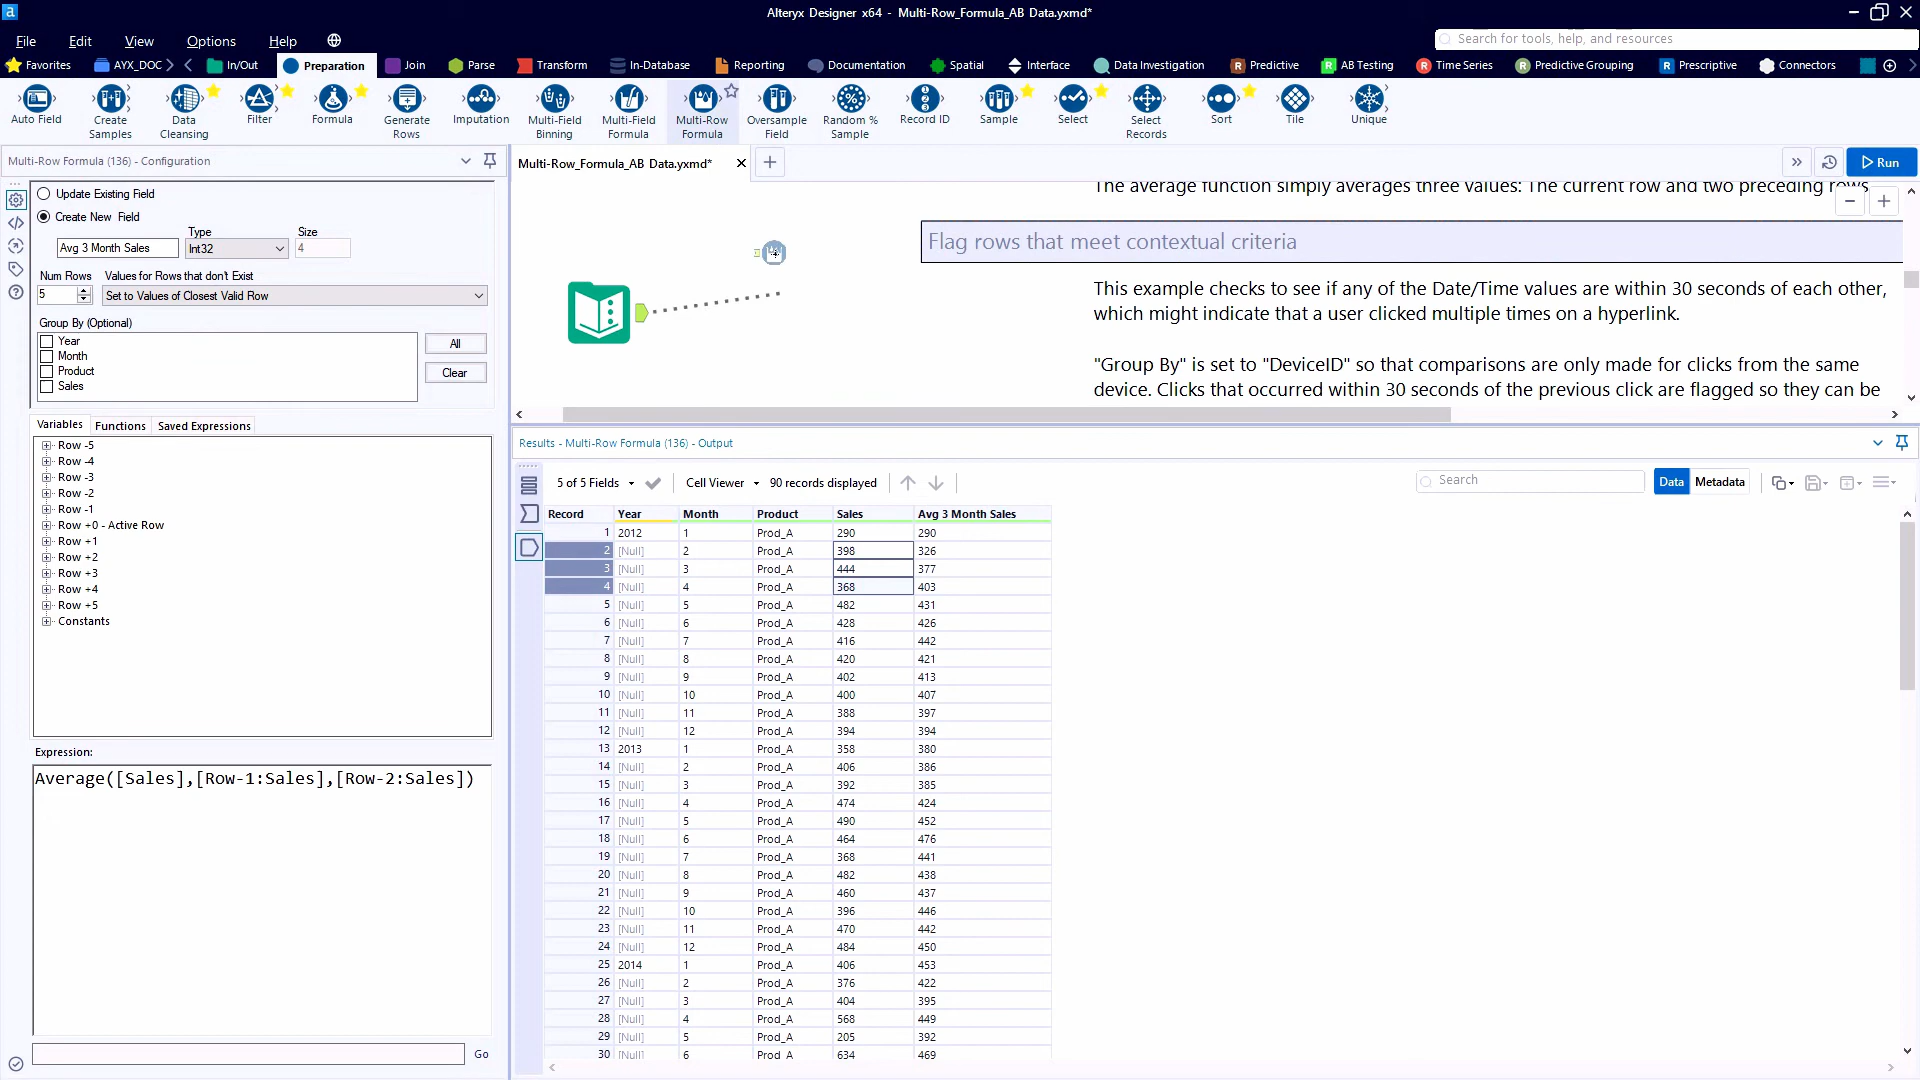 Alteryx Designer x64 - Multi-Row_Formula_AB Data.yxmd*
File Edit View Options Help
Search for tools, help, and resources
Favorites AYX_DOC In/Out Preparation Join Parse Transform In-Database Reporting Documentation Spatial Interface Data Investigation Predictive AB Testing Time Series Predictive Grouping Prescriptive Connectors
Auto Field Create Samples Data Cleansing Filter Formula Generate Rows Imputation Multi-Field Binning Multi-Field Formula Multi-Row Formula Oversample Field Random % Sample Record ID Sample Select Select Records Sort Tile Unique
Multi-Row Formula (136) - Configuration
Update Existing Field
Create New Field
Type Size
Avg 3 Month Sales Int32 4
Num Rows Values for Rows that don't Exist
5 Set to Values of Closest Valid Row
Group By (Optional)
Year
Month
Product
Sales
All
Clear
Variables Functions Saved Expressions
Row -5
Row -4
Row -3
Row -2
Row -1
Row +0 - Active Row
Row +1
Row +2
Row +3
Row +4
Row +5
Constants
Expression:
Average([Sales],[Row-1:Sales],[Row-2:Sales])
Go
Multi-Row_Formula_AB Data.yxmd*
Run
The average function simply averages three values: The current row and two preceding rows
Flag rows that meet contextual criteria
This example checks to see if any of the Date/Time values are within 30 seconds of each other,
which might indicate that a user clicked multiple times on a hyperlink.
"Group By" is set to "DeviceID" so that comparisons are only made for clicks from the same
device. Clicks that occurred within 30 seconds of the previous click are flagged so they can be
Results - Multi-Row Formula (136) - Output
5 of 5 Fields Cell Viewer 90 records displayed Search Data Metadata
Record Year Month Product Sales Avg 3 Month Sales
1 2012 1 Prod_A 290 290
2 [Null] 2 Prod_A 398 326
3 [Null] 3 Prod_A 444 377
4 [Null] 4 Prod_A 368 403
5 [Null] 5 Prod_A 482 431
6 [Null] 6 Prod_A 428 426
7 [Null] 7 Prod_A 416 442
8 [Null] 8 Prod_A 420 421
9 [Null] 9 Prod_A 402 413
10 [Null] 10 Prod_A 400 407
11 [Null] 11 Prod_A 388 397
12 [Null] 12 Prod_A 394 394
13 2013 1 Prod_A 358 380
14 [Null] 2 Prod_A 406 386
15 [Null] 3 Prod_A 392 385
16 [Null] 4 Prod_A 474 424
17 [Null] 5 Prod_A 490 452
18 [Null] 6 Prod_A 464 476
19 [Null] 7 Prod_A 368 441
20 [Null] 8 Prod_A 482 438
21 [Null] 9 Prod_A 460 437
22 [Null] 10 Prod_A 396 446
23 [Null] 11 Prod_A 470 442
24 [Null] 12 Prod_A 484 450
25 2014 1 Prod_A 406 453
26 [Null] 2 Prod_A 376 422
27 [Null] 3 Prod_A 404 395
28 [Null] 4 Prod_A 568 449
29 [Null] 5 Prod_A 205 392
30 [Null] 6 Prod_A 634 469